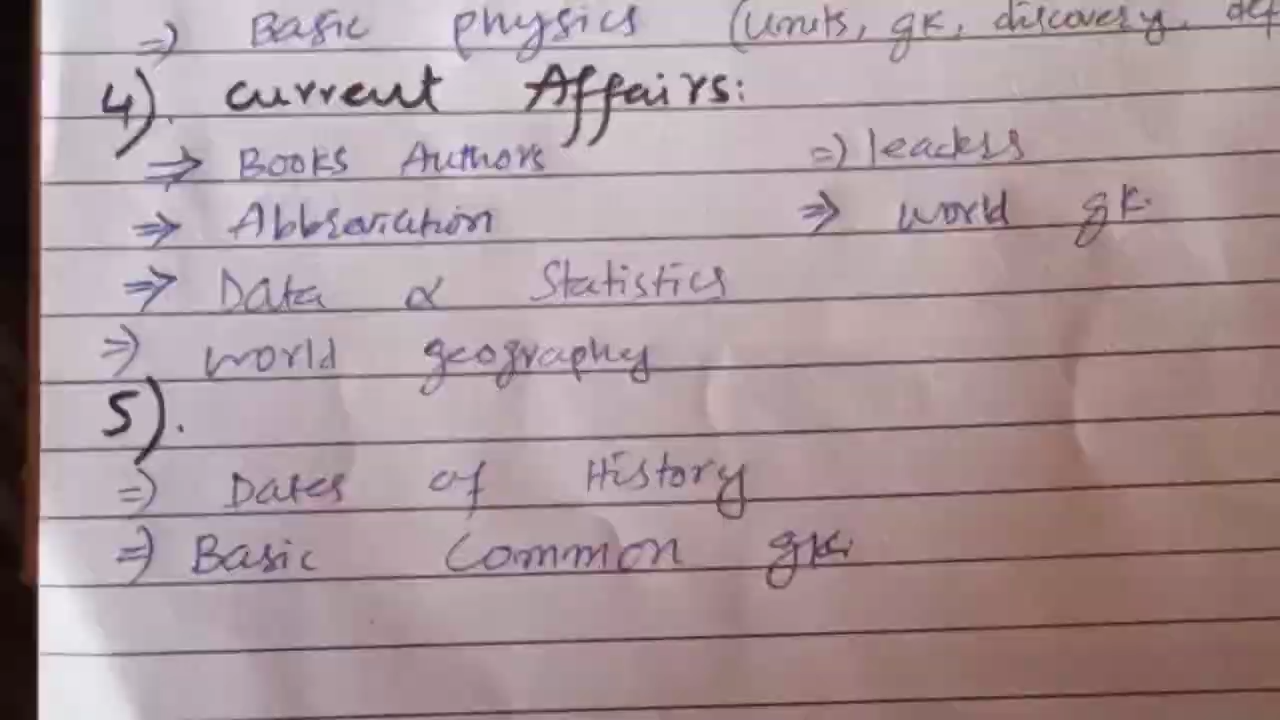 ⇒ Basic physics (units, gk, discovery, def
4). Current Affairs:
⇒ Books Authors ⇒ leaders
⇒ Abbreviation ⇒ world gk.
⇒ Data & Statistics
⇒ world geography
5).
⇒ Dates of History
⇒ Basic Common gk.